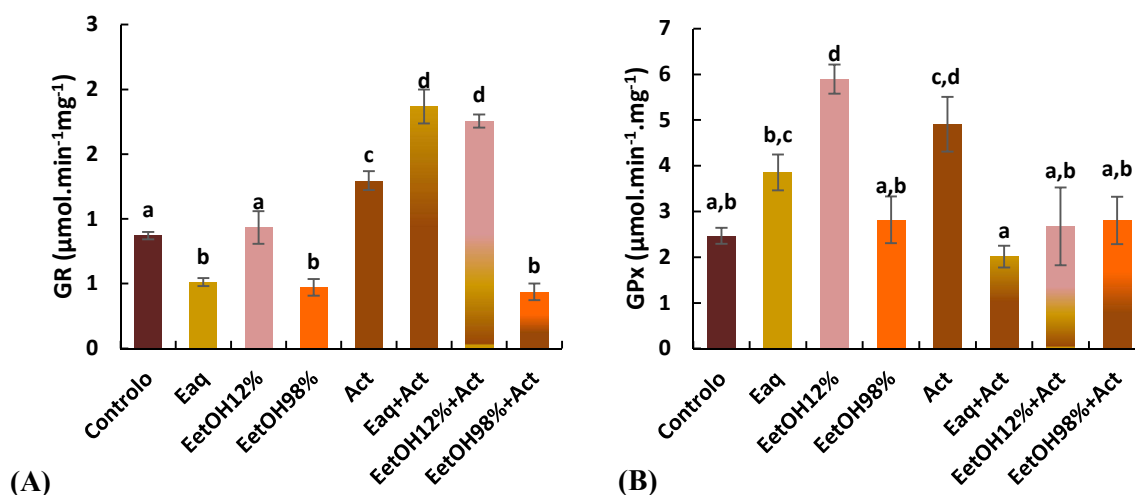 GR (µmol.min⁻¹mg⁻¹)
3
2
2
1
1
0
a
b
a
b
c
d
d
b
Controlo
Eaq
EetOH12%
EetOH98%
Act
Eaq+Act
EetOH12%+Act
EetOH98%+Act
(A)
GPx (µmol.min⁻¹.mg⁻¹)
7
6
5
4
3
2
1
0
a,b
b,c
d
a,b
c,d
a
a,b
a,b
Controlo
Eaq
EetOH12%
EetOH98%
Act
Eaq+Act
EetOH12%+Act
EetOH98%+Act
(B)